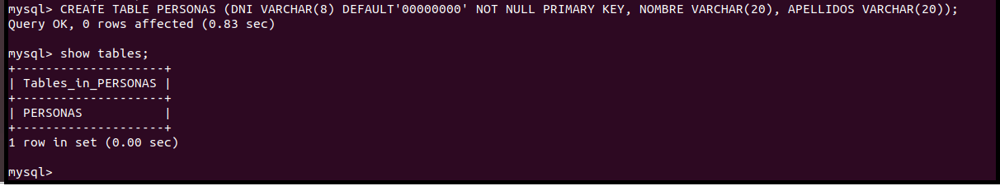 mysql> CREATE TABLE PERSONAS (DNI VARCHAR(8) DEFAULT'00000000' NOT NULL PRIMARY KEY, NOMBRE VARCHAR(20), APELLIDOS VARCHAR(20));
Query OK, 0 rows affected (0.83 sec)

mysql> show tables;
+--------------------+
| Tables_in_PERSONAS |
+--------------------+
| PERSONAS           |
+--------------------+
1 row in set (0.00 sec)

mysql>